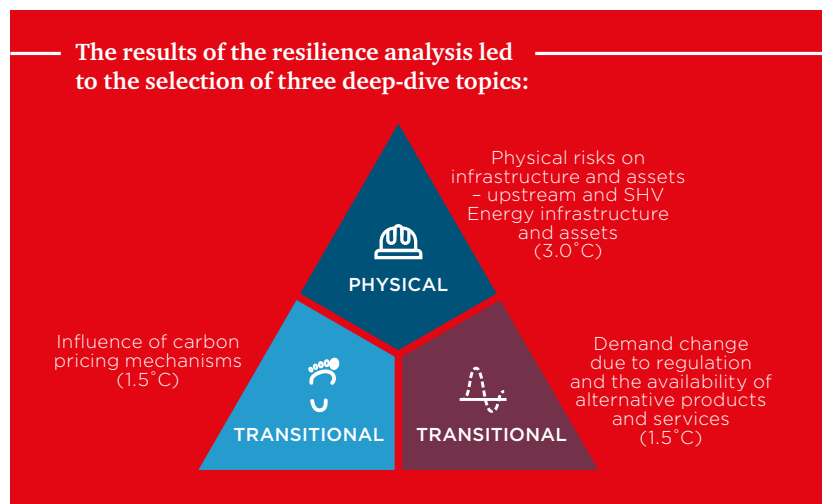 The results of the resilience analysis led
to the selection of three deep-dive topics:
Physical risks on
infrastructure and assets
– upstream and SHV
Energy infrastructure
and assets
(3.0˚C)
PHYSICAL
Influence of carbon
pricing mechanisms
(1.5˚C)
TRANSITIONAL
TRANSITIONAL
Demand change
due to regulation
and the availability of
alternative products
and services
(1.5˚C)